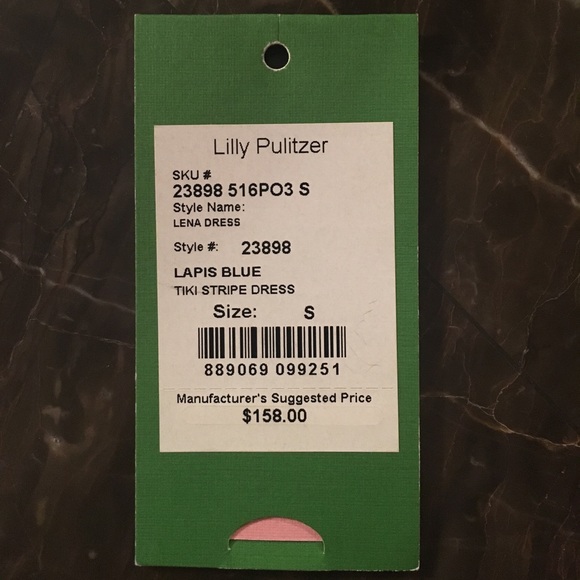 Lilly Pulitzer
SKU #
23898 516PO3 S
Style Name:
LENA DRESS
Style #: 23898
LAPIS BLUE
TIKI STRIPE DRESS
Size: S
889069 099251
Manufacturer's Suggested Price
$158.00